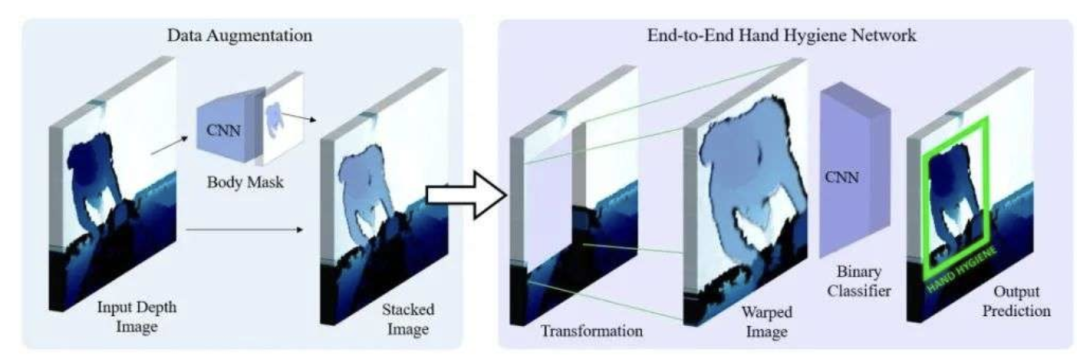 Data Augmentation
CNN
Body Mask
Input Depth
Image
Stacked
Image
End-to-End Hand Hygiene Network
Transformation
Warped
Image
CNN
Binary
Classifier
HAND HYGIENE
Output
Prediction